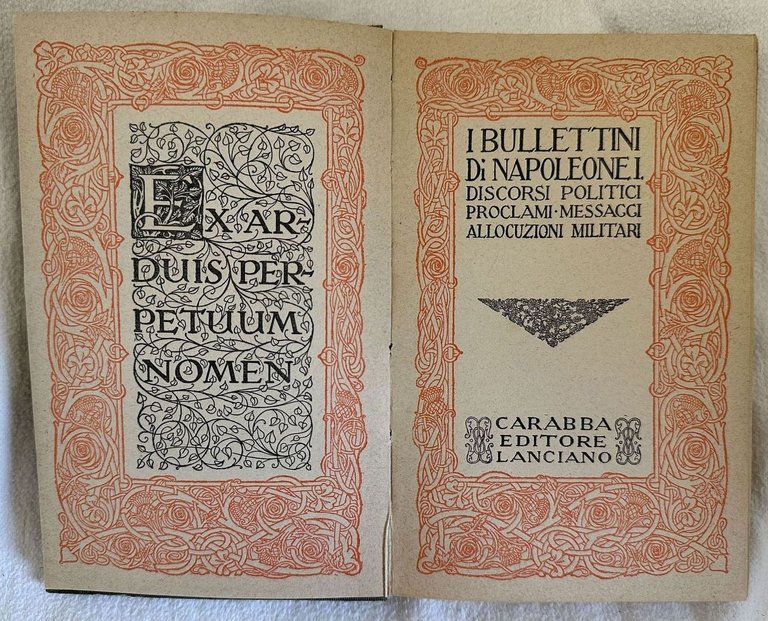 EX AR-
DUIS PER-
PETUUM
NOMEN
I BULLETTINI
Di NAPOLEONE I.
DISCORSI POLITICI
PROCLAMI · MESSAGGI
ALLOCUZIONI MILITARI
CARABBA
EDITORE
LANCIANO